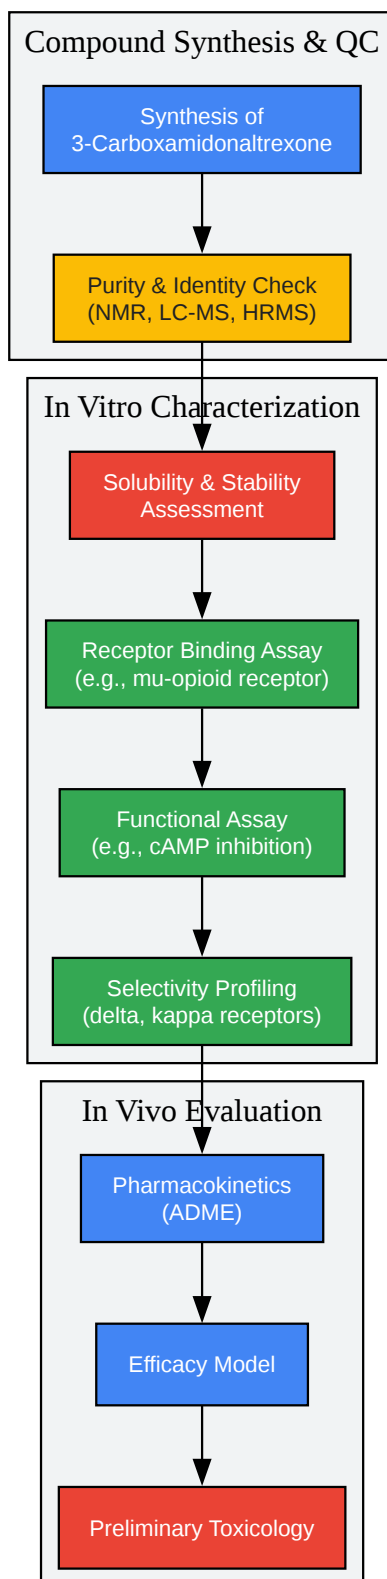 Compound Synthesis & QC
Synthesis of
3-Carboxamidonaltrexone
Purity & Identity Check
(NMR, LC-MS, HRMS)
In Vitro Characterization
Solubility & Stability
Assessment
Receptor Binding Assay
(e.g., mu-opioid receptor)
Functional Assay
(e.g., cAMP inhibition)
Selectivity Profiling
(delta, kappa receptors)
In Vivo Evaluation
Pharmacokinetics
(ADME)
Efficacy Model
Preliminary Toxicology